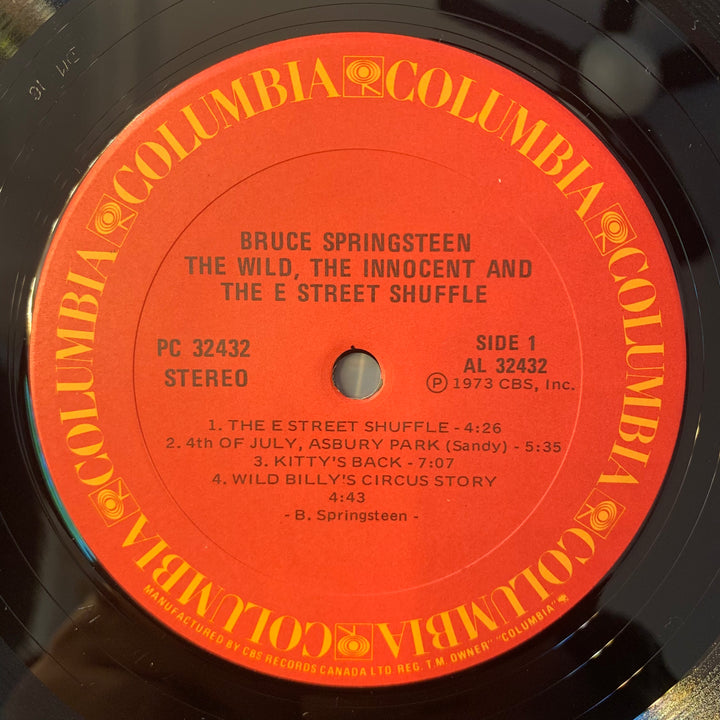 COLUMBIA COLUMBIA COLUMBIA COLUMBIA COLUMBIA COLUMBIA
BRUCE SPRINGSTEEN
THE WILD, THE INNOCENT AND
THE E STREET SHUFFLE
PC 32432
STEREO
SIDE 1
AL 32432
Ⓟ 1973 CBS, Inc.
1. THE E STREET SHUFFLE - 4:26
2. 4th OF JULY, ASBURY PARK (Sandy) - 5:35
3. KITTY'S BACK - 7:07
4. WILD BILLY'S CIRCUS STORY
4:43
- B. Springsteen -
MANUFACTURED BY CBS RECORDS CANADA LTD REG. T.M. OWNER" "COLUMBIA"